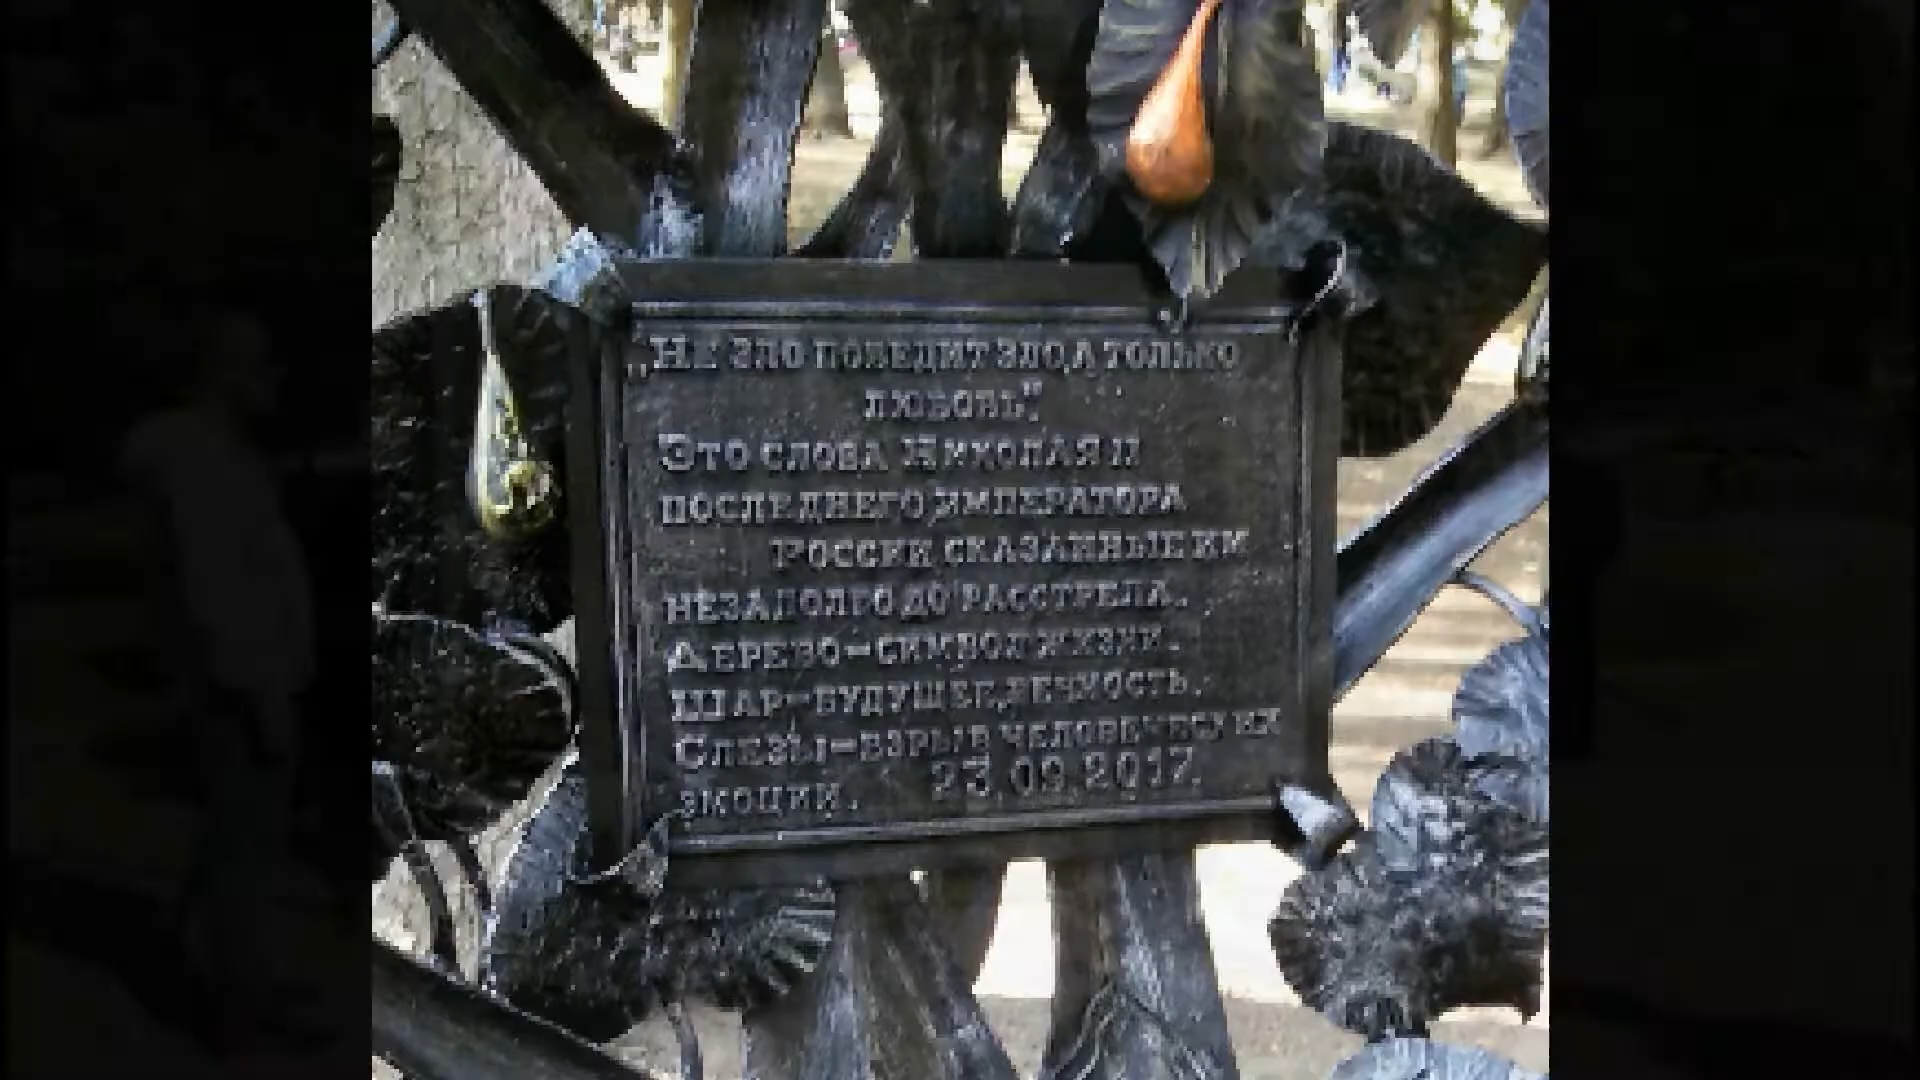 „Не зло победит зло, а только
любовь".
Это слова Николая II
последнего императора
России сказанные им
незадолго до расстрела.
Дерево-символ жизни.
Шар-будущее, вечность.
Слезы-взрыв человеческих
эмоций. 23.09.2017